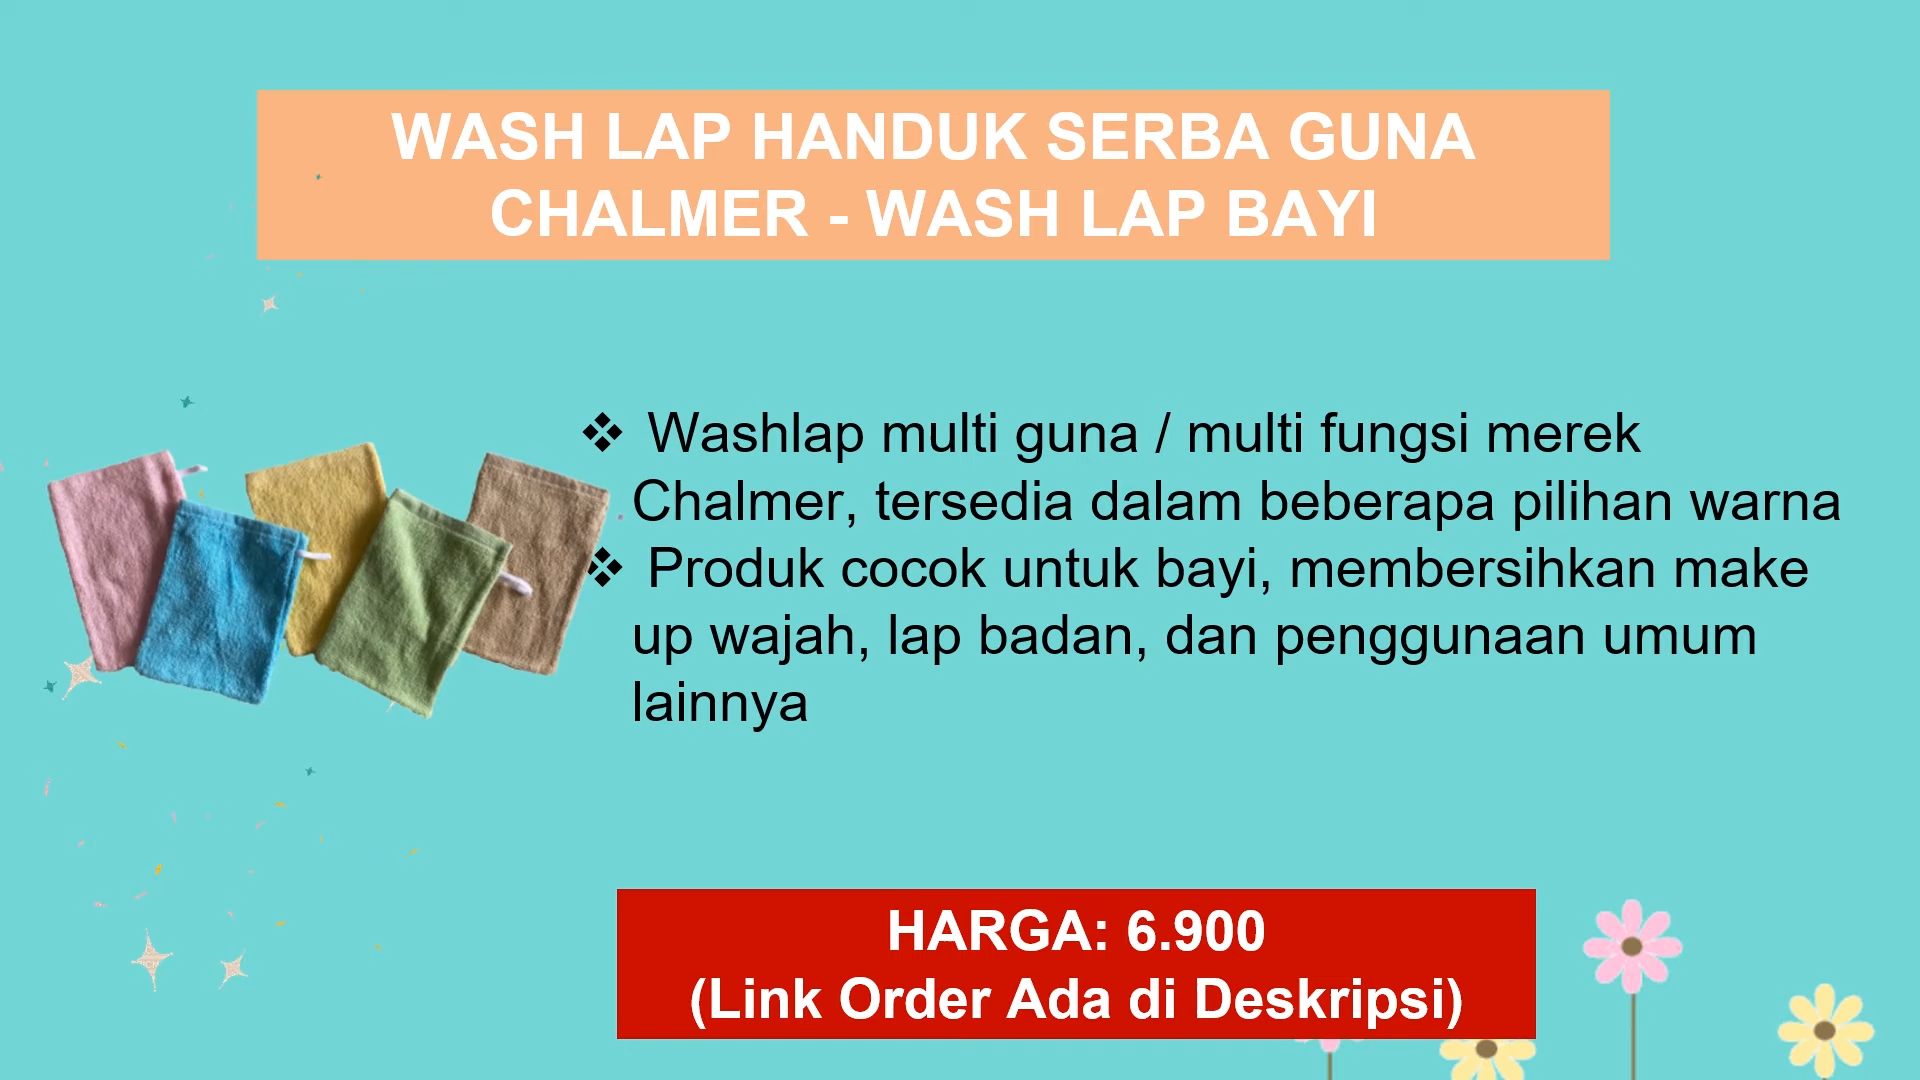 WASH LAP HANDUK SERBA GUNA
CHALMER - WASH LAP BAYI
❖ Washlap multi guna / multi fungsi merek
Chalmer, tersedia dalam beberapa pilihan warna
❖ Produk cocok untuk bayi, membersihkan make
up wajah, lap badan, dan penggunaan umum
lainnya
HARGA: 6.900
(Link Order Ada di Deskripsi)